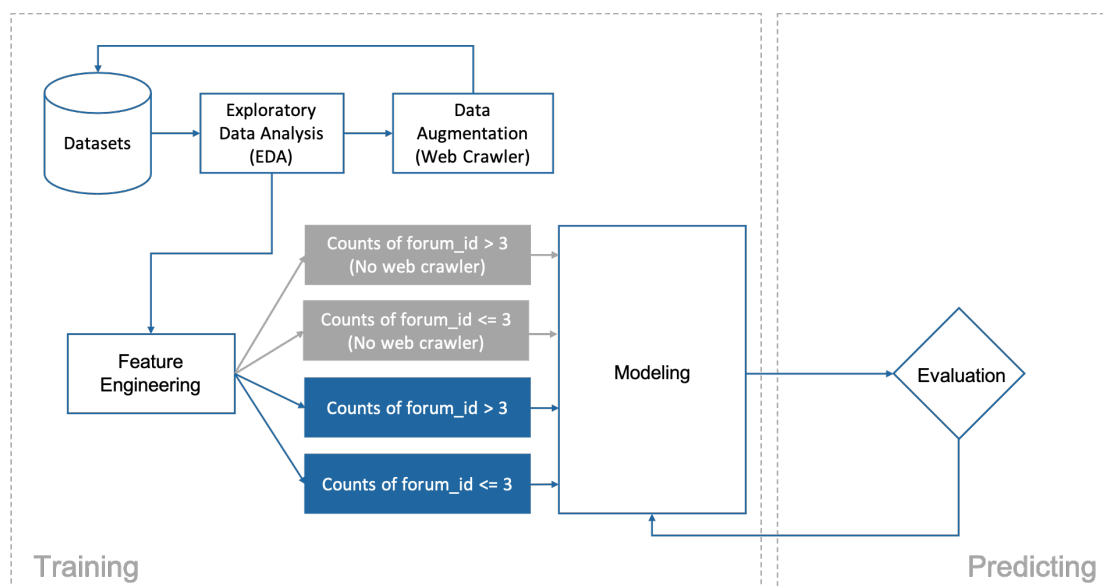 Datasets
Exploratory
Data Analysis
(EDA)
Data
Augmentation
(Web Crawler)
Counts of forum_id > 3
(No web crawler)
Counts of forum_id <= 3
(No web crawler)
Feature
Engineering
Counts of forum_id > 3
Counts of forum_id <= 3
Modeling
Evaluation
Training
Predicting